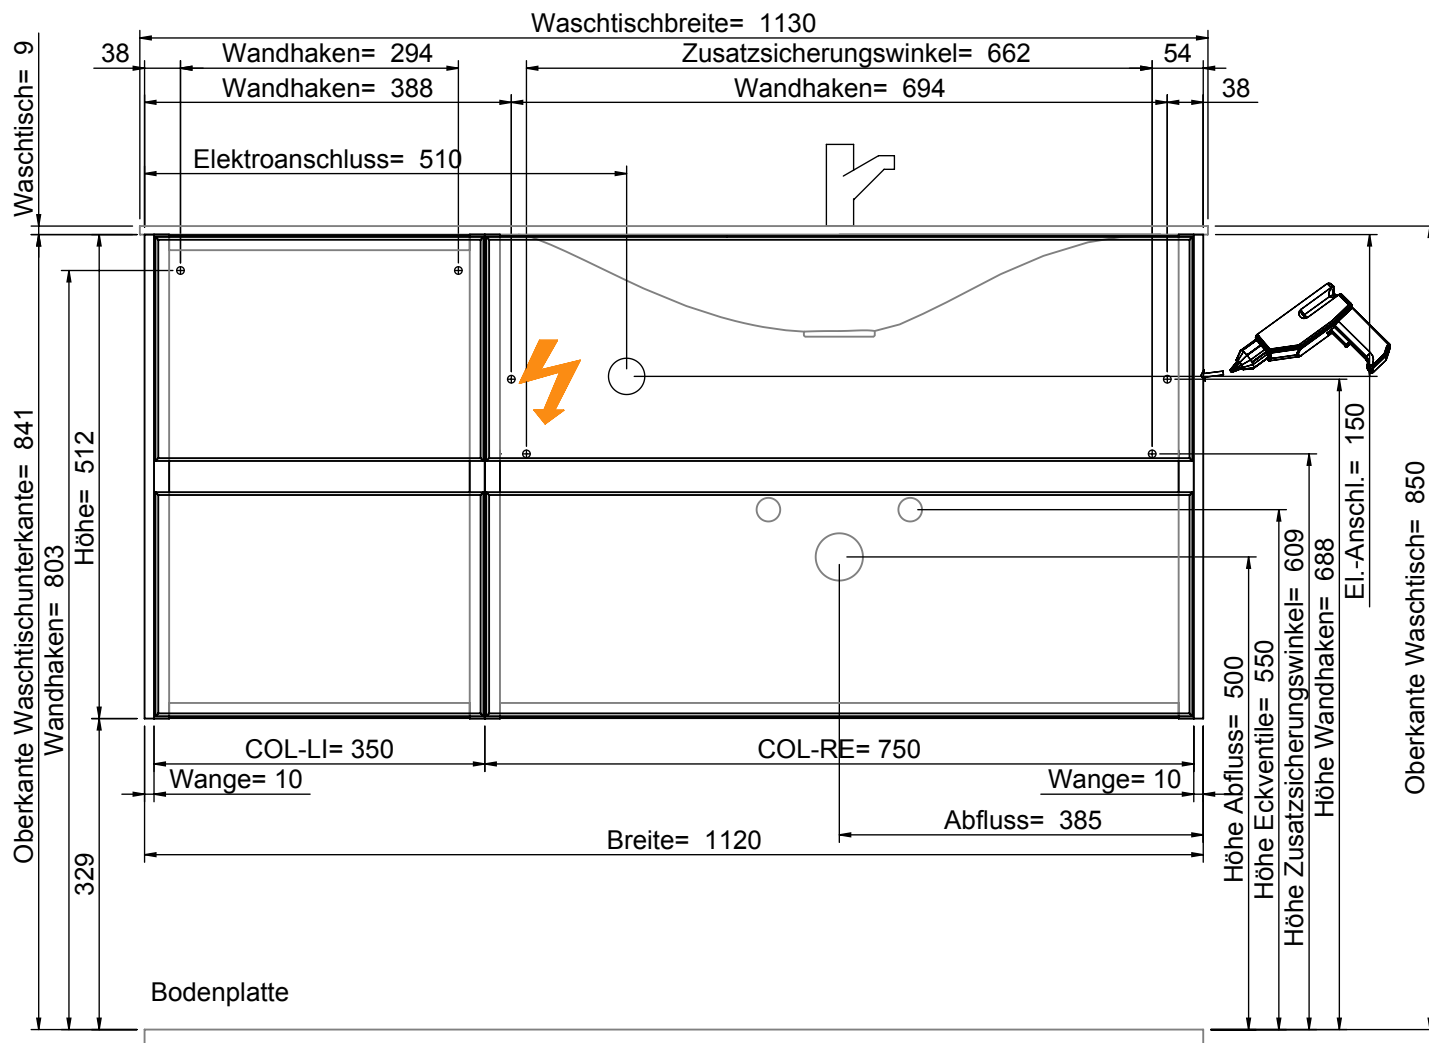 Waschtischbreite= 1130
38
Wandhaken= 294
Zusatzsicherungswinkel= 662
54
Wandhaken= 388
Wandhaken= 694
38
Elektroanschluss= 510
Waschtisch= 9
Oberkante Waschtischunterkante= 841
Wandhaken= 803
Höhe= 512
329
COL-LI= 350
COL-RE= 750
Wange= 10
Wange= 10
Abfluss= 385
Breite= 1120
Höhe Abfluss= 500
Höhe Eckventile= 550
Höhe Zusatzsicherungswinkel= 609
Höhe Wandhaken= 688
El.-Anschl.= 150
Oberkante Waschtisch= 850
Bodenplatte